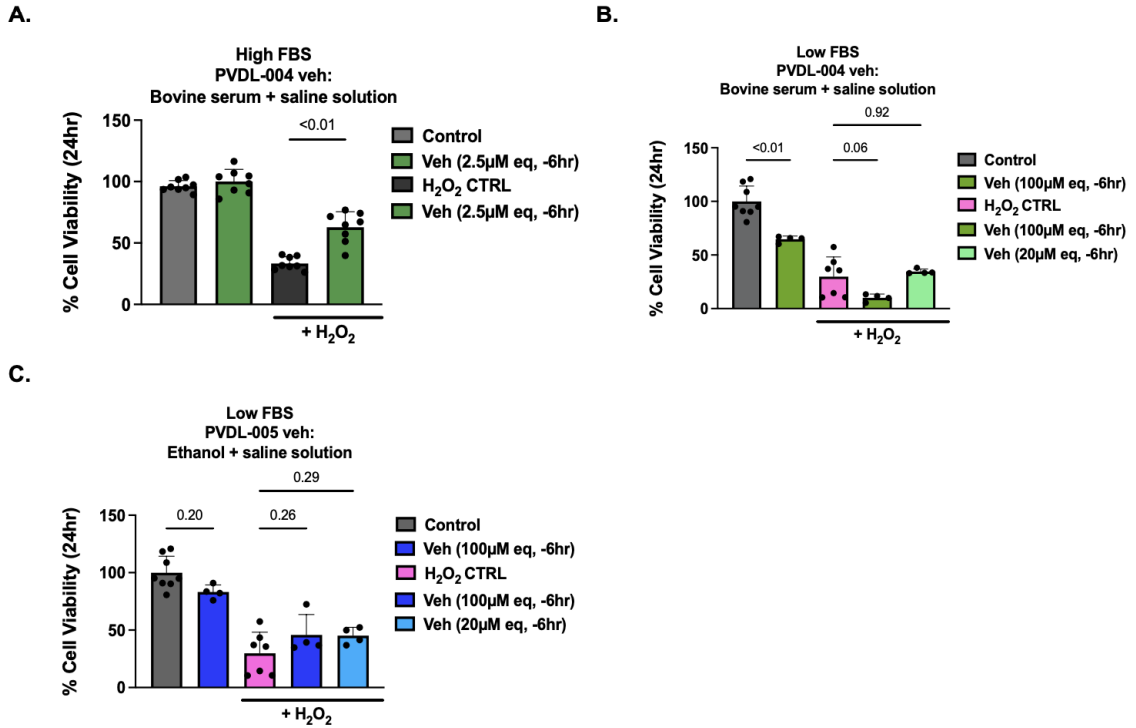 A.
High FBS
PVDL-004 veh:
Bovine serum + saline solution
% Cell Viability (24hr)
150
100
50
0
<0.01
+ H₂O₂
Control
Veh (2.5µM eq, -6hr)
H₂O₂ CTRL
Veh (2.5µM eq, -6hr)
B.
Low FBS
PVDL-004 veh:
Bovine serum + saline solution
% Cell Viability (24hr)
150
100
50
0
0.92
<0.01
0.06
+ H₂O₂
Control
Veh (100µM eq, -6hr)
H₂O₂ CTRL
Veh (100µM eq, -6hr)
Veh (20µM eq, -6hr)
C.
Low FBS
PVDL-005 veh:
Ethanol + saline solution
% Cell Viability (24hr)
150
100
50
0
0.29
0.20
0.26
+ H₂O₂
Control
Veh (100µM eq, -6hr)
H₂O₂ CTRL
Veh (100µM eq, -6hr)
Veh (20µM eq, -6hr)